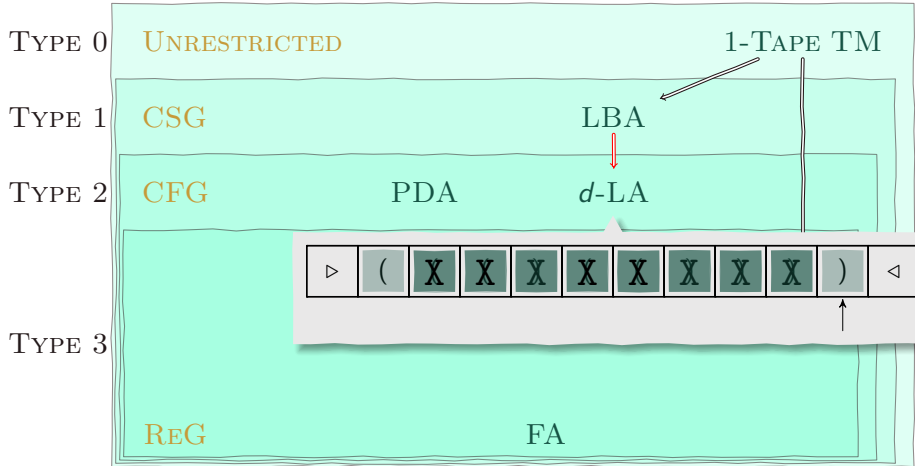 TYPE 0 UNRESTRICTED 1-TAPE TM
TYPE 1 CSG LBA
TYPE 2 CFG PDA d-LA
▷ ( X X X X X X X X ) ◁
TYPE 3
REG FA